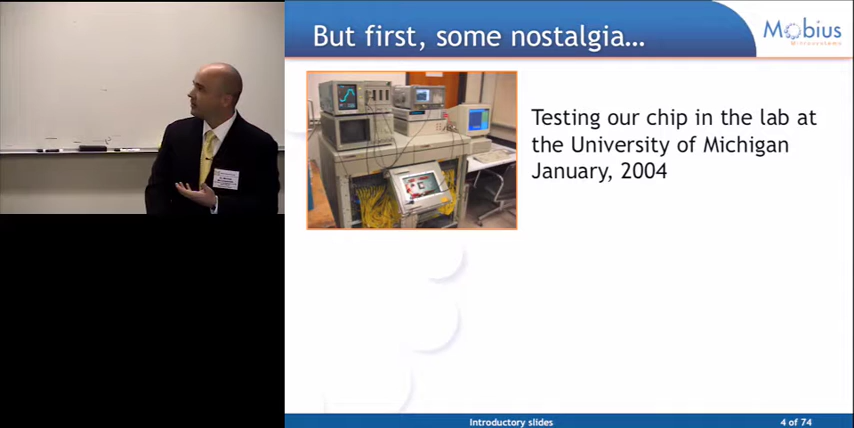 But first, some nostalgia...
Mobius
Microsystems
Testing our chip in the lab at
the University of Michigan
January, 2004
Introductory slides
4 of 74